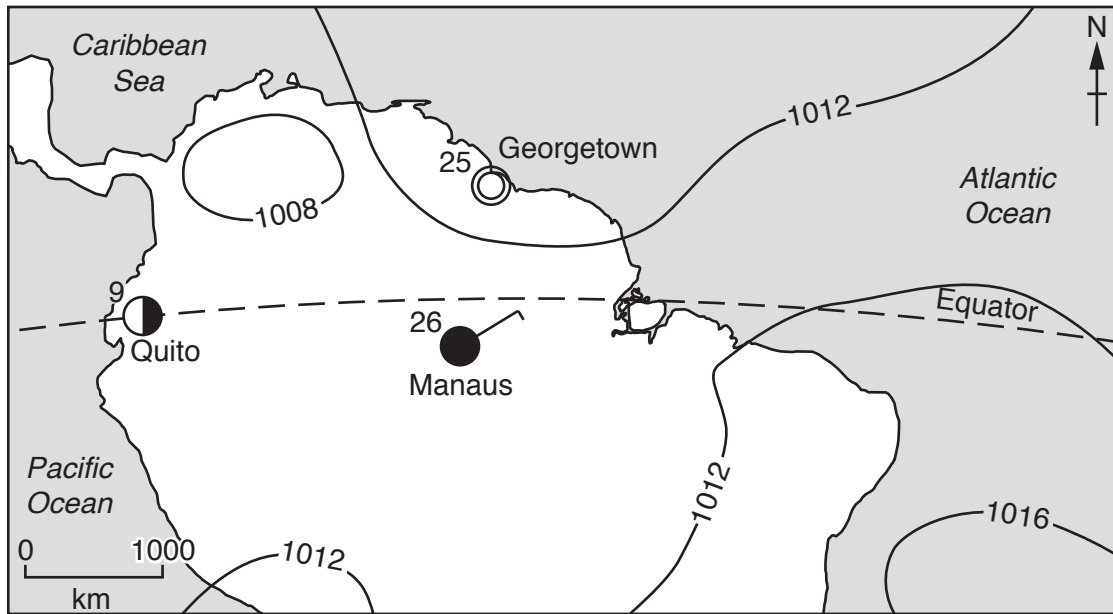 Caribbean
Sea
N
1012
Georgetown
25
Atlantic
Ocean
1008
9
Equator
26
Quito
Manaus
Pacific
Ocean
1012
1016
0 1000
km
1012